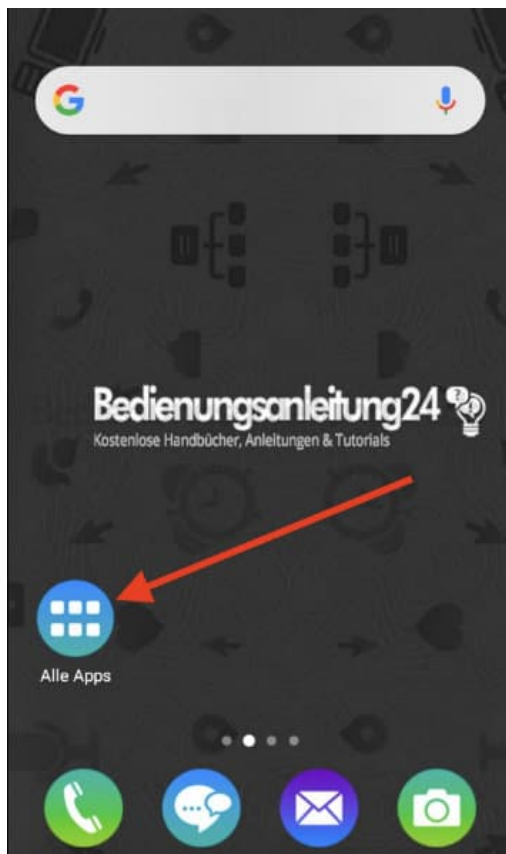 Bedienungsanleitung24
Kostenlose Handbücher, Anleitungen & Tutorials
Alle Apps